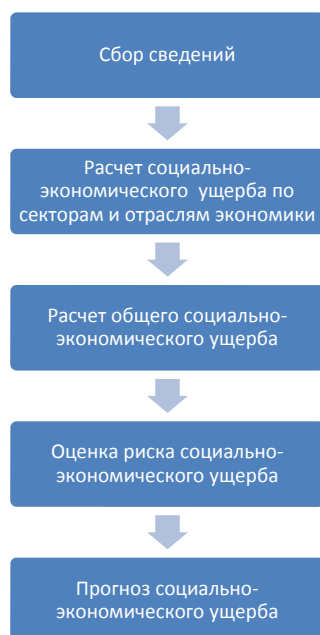 Сбор сведений
Расчет социально-
экономического ущерба по
секторам и отраслям экономики
Расчет общего социально-
экономического ущерба
Оценка риска социально-
экономического ущерба
Прогноз социально-
экономического ущерба